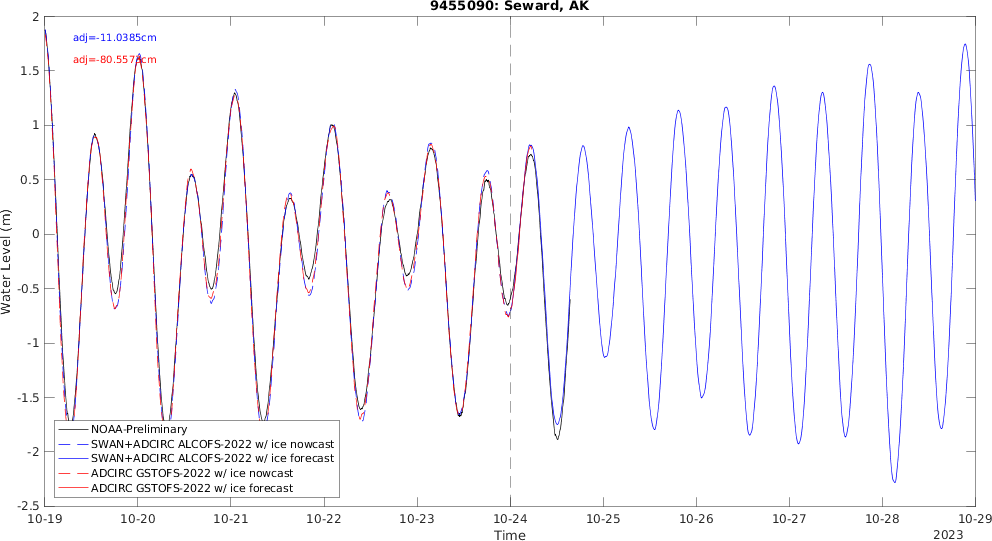 9455090: Seward, AK
adj=-11.0385cm
adj=-80.5575cm
Water Level (m)
2
1.5
1
0.5
0
-0.5
-1
-1.5
-2
-2.5
NOAA-Preliminary
SWAN+ADCIRC ALCOFS-2022 w/ ice nowcast
SWAN+ADCIRC ALCOFS-2022 w/ ice forecast
ADCIRC GSTOFS-2022 w/ ice nowcast
ADCIRC GSTOFS-2022 w/ ice forecast
10-19 10-20 10-21 10-22 10-23 10-24 10-25 10-26 10-27 10-28 10-29
Time
2023